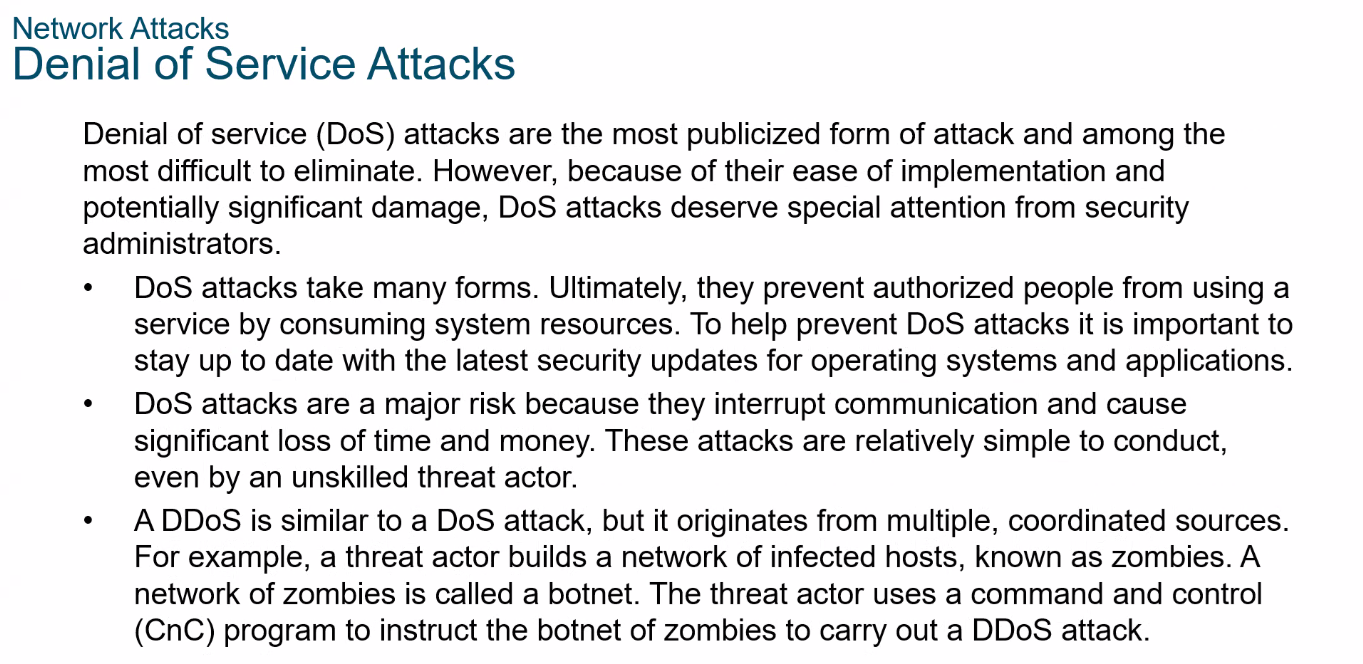 Network Attacks
Denial of Service Attacks
Denial of service (DoS) attacks are the most publicized form of attack and among the
most difficult to eliminate. However, because of their ease of implementation and
potentially significant damage, DoS attacks deserve special attention from security
administrators.
• DoS attacks take many forms. Ultimately, they prevent authorized people from using a
service by consuming system resources. To help prevent DoS attacks it is important to
stay up to date with the latest security updates for operating systems and applications.
• DoS attacks are a major risk because they interrupt communication and cause
significant loss of time and money. These attacks are relatively simple to conduct,
even by an unskilled threat actor.
• A DDoS is similar to a DoS attack, but it originates from multiple, coordinated sources.
For example, a threat actor builds a network of infected hosts, known as zombies. A
network of zombies is called a botnet. The threat actor uses a command and control
(CnC) program to instruct the botnet of zombies to carry out a DDoS attack.